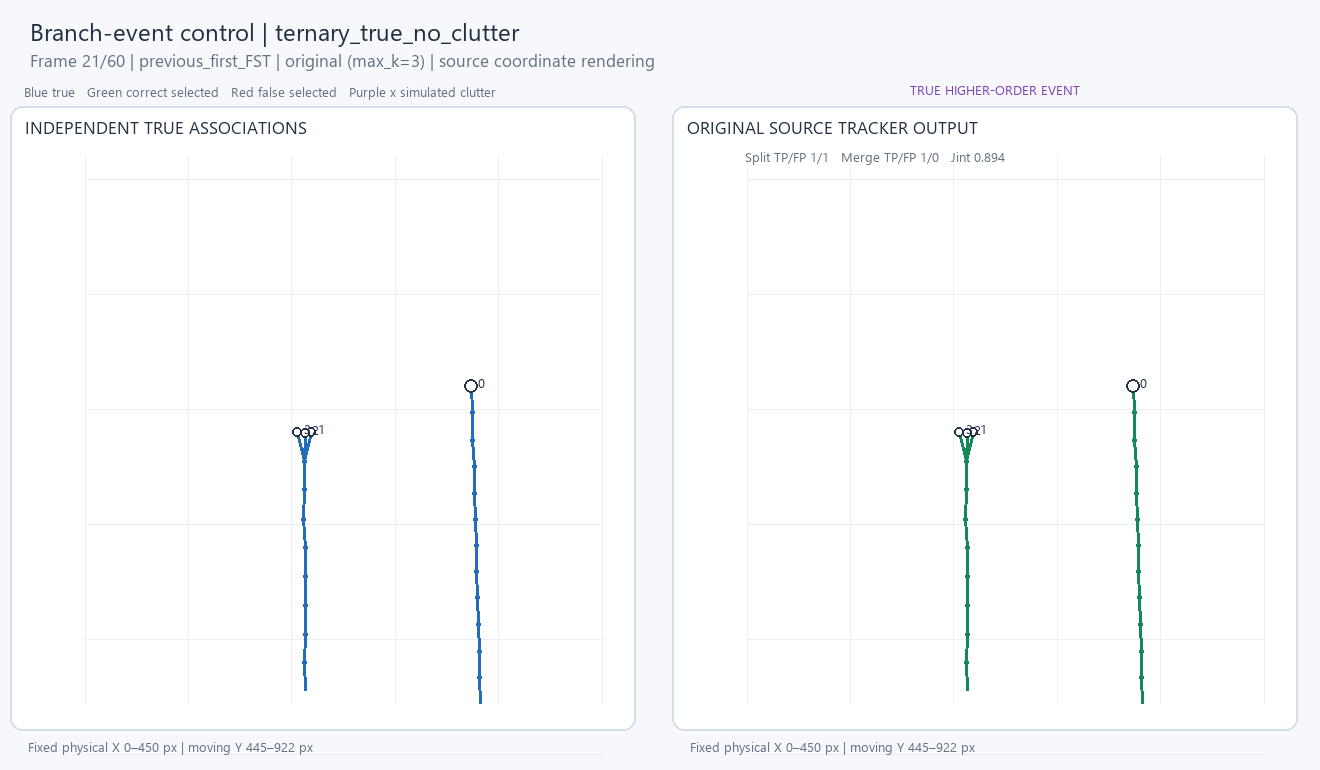 Branch-event control | ternary_true_no_clutter
Frame 21/60 | previous_first_FST | original (max_k=3) | source coordinate rendering
Blue true Green correct selected Red false selected Purple x simulated clutter
TRUE HIGHER-ORDER EVENT
INDEPENDENT TRUE ASSOCIATIONS
0
21
Fixed physical X 0–450 px | moving Y 445–922 px
ORIGINAL SOURCE TRACKER OUTPUT
Split TP/FP 1/1 Merge TP/FP 1/0 Jint 0.894
0
21
Fixed physical X 0–450 px | moving Y 445–922 px